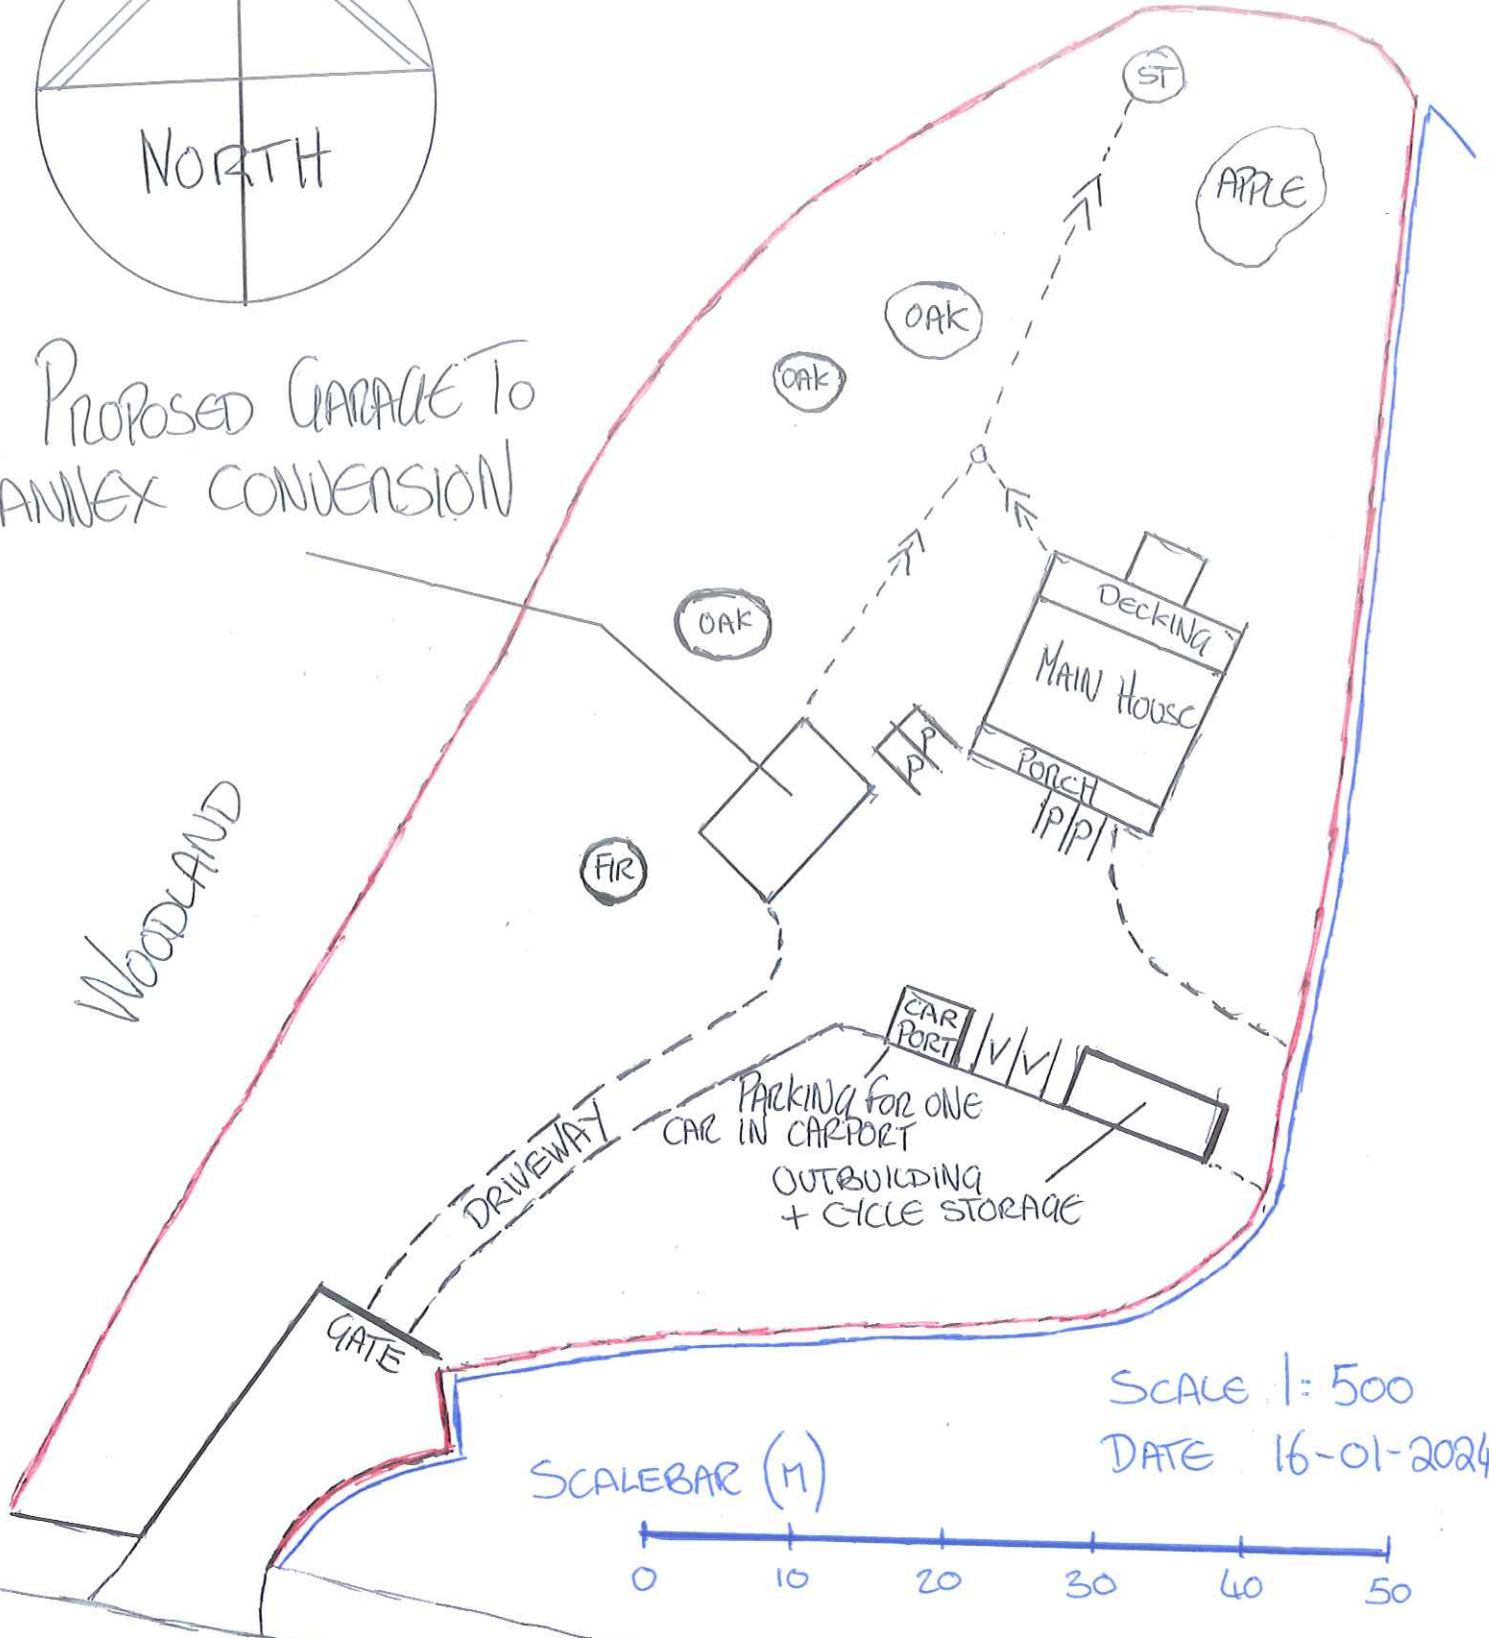 NORTH
PROPOSED GARAGE TO
ANNEX CONVERSION
WOODLAND
ST
APPLE
OAK
OAK
OAK
FIR
DECKING
MAIN HOUSE
PORCH
P
P
P
P
CAR
PORT
V
V
PARKING FOR ONE
CAR IN CARPORT
OUTBUILDING
+ CYCLE STORAGE
DRIVEWAY
GATE
SCALE 1:500
DATE 16-01-2024
SCALEBAR (M)
0 10 20 30 40 50